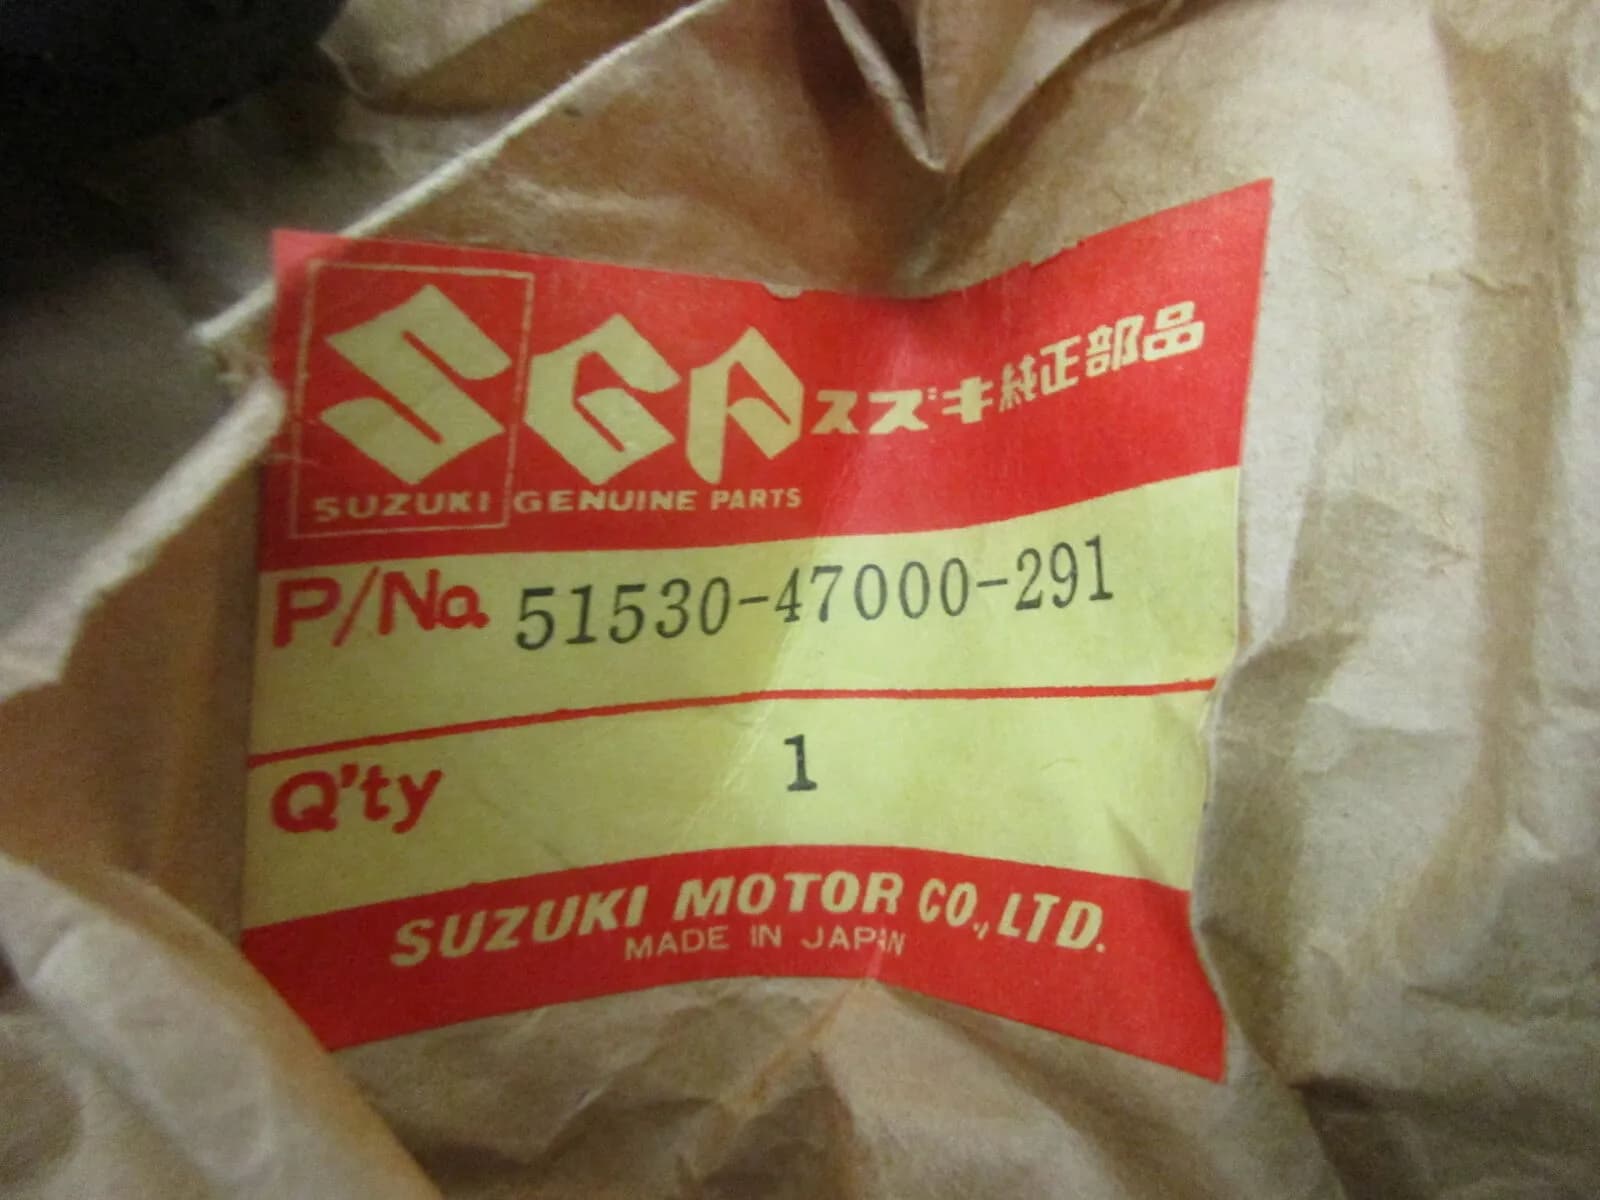 SGP スズキ純正部品
SUZUKI GENUINE PARTS
P/No. 51530-47000-291
Q'ty 1
SUZUKI MOTOR CO., LTD.
MADE IN JAPAN